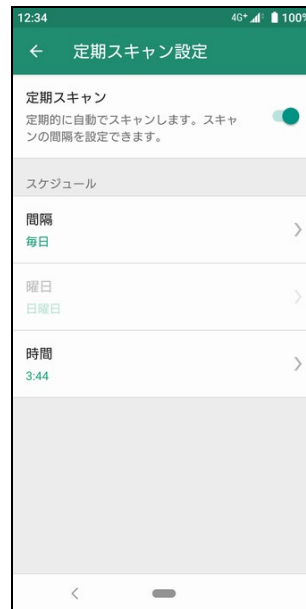 12:34 4G+ 100%
定期スキャン設定
定期スキャン
定期的に自動でスキャンします。スキャ
ンの間隔を設定できます。
スケジュール
間隔
毎日
曜日
日曜日
時間
3:44